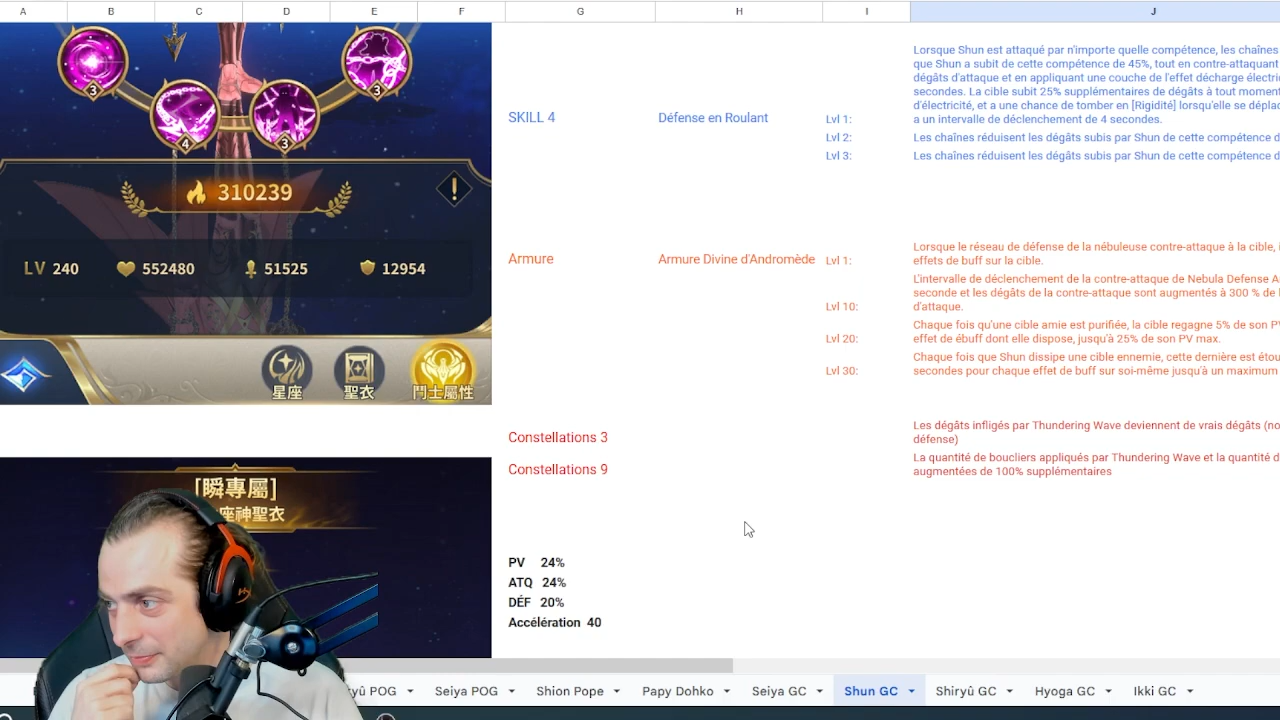 A B C D E F G H I J
3 3
4 3
310239
LV 240 552480 51525 12954
星座 聖衣 鬥士屬性
[瞬專屬]
座神聖衣
SKILL 4 Défense en Roulant
Lvl 1:
Lorsque Shun est attaqué par n'importe quelle compétence, les chaînes
que Shun a subit de cette compétence de 45%, tout en contre-attaquant
dégâts d'attaque et en appliquant une couche de l'effet décharge électri
secondes. La cible subit 25% supplémentaires de dégâts à tout moment
d'électricité, et a une chance de tomber en [Rigidité] lorsqu'elle se dépla
a un intervalle de déclenchement de 4 secondes.
Lvl 2: Les chaînes réduisent les dégâts subis par Shun de cette compétence d
Lvl 3: Les chaînes réduisent les dégâts subis par Shun de cette compétence d
Armure Armure Divine d'Andromède
Lvl 1:
Lorsque le réseau de défense de la nébuleuse contre-attaque à la cible, i
effets de buff sur la cible.
Lvl 10:
L'intervalle de déclenchement de la contre-attaque de Nebula Defense A
seconde et les dégâts de la contre-attaque sont augmentés à 300 % de l
d'attaque.
Lvl 20:
Chaque fois qu'une cible amie est purifiée, la cible regagne 5% de son P
effet de ébuff dont elle dispose, jusqu'à 25% de son PV max.
Lvl 30:
Chaque fois que Shun dissipe une cible ennemie, cette dernière est étou
secondes pour chaque effet de buff sur soi-même jusqu'à un maximum
Constellations 3
Les dégâts infligés par Thundering Wave deviennent de vrais dégâts (no
défense)
Constellations 9
La quantité de boucliers appliqués par Thundering Wave et la quantité d
augmentées de 100% supplémentaires
PV 24%
ATQ 24%
DÉF 20%
Accélération 40
yû POG Seiya POG Shion Pope Papy Dohko Seiya GC Shun GC Shiryû GC Hyoga GC Ikki GC